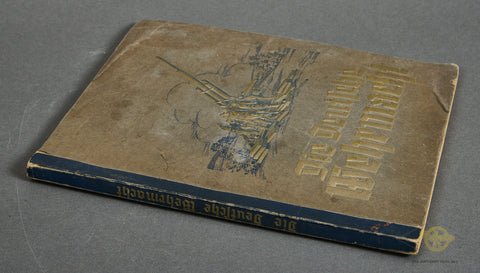 Die Deutsche
Wehrmacht
Die Deutsche Wehrmacht